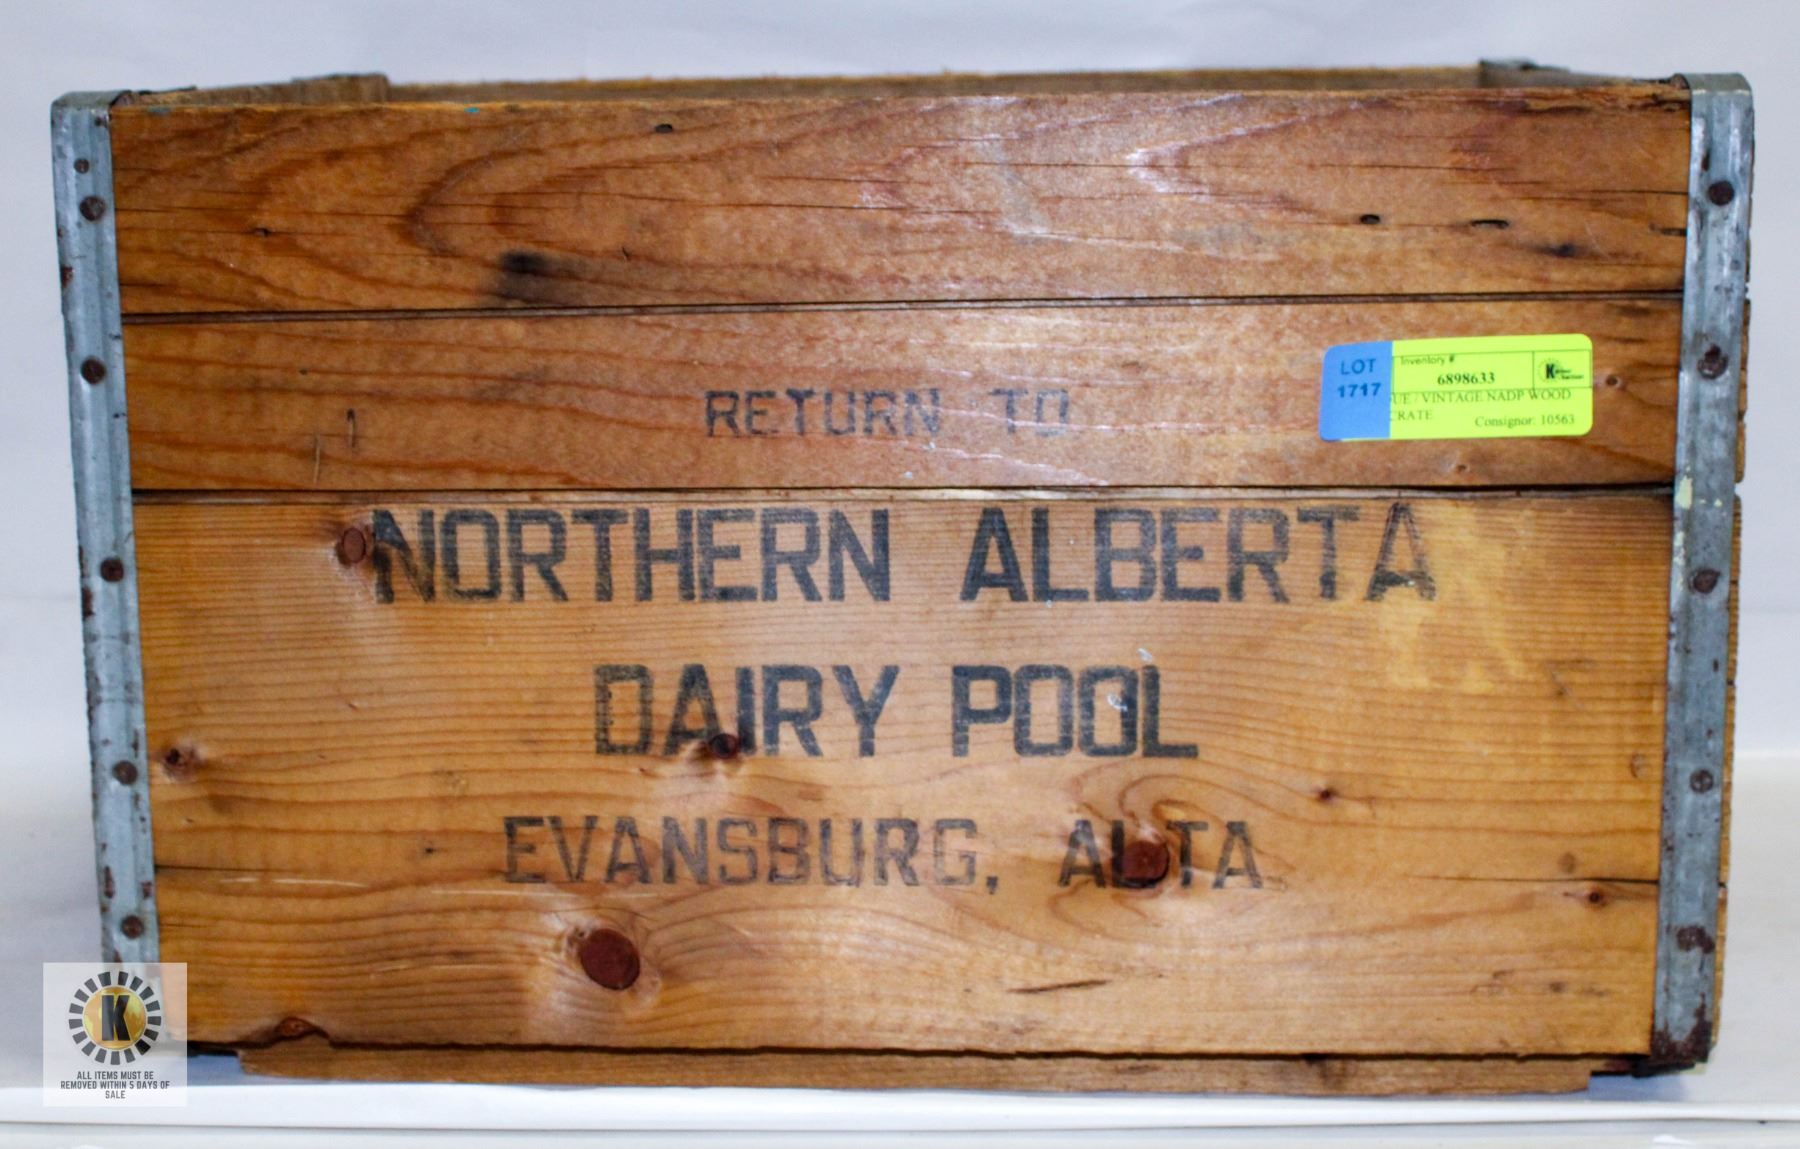 RETURN TO
LOT
1717
Inventory #
6898633
/ VINTAGE NADP WOOD
CRATE
Consignor: 10563
NORTHERN ALBERTA
DAIRY POOL
EVANSBURG, ALTA
K
ALL ITEMS MUST BE
REMOVED WITHIN 5 DAYS OF
SALE